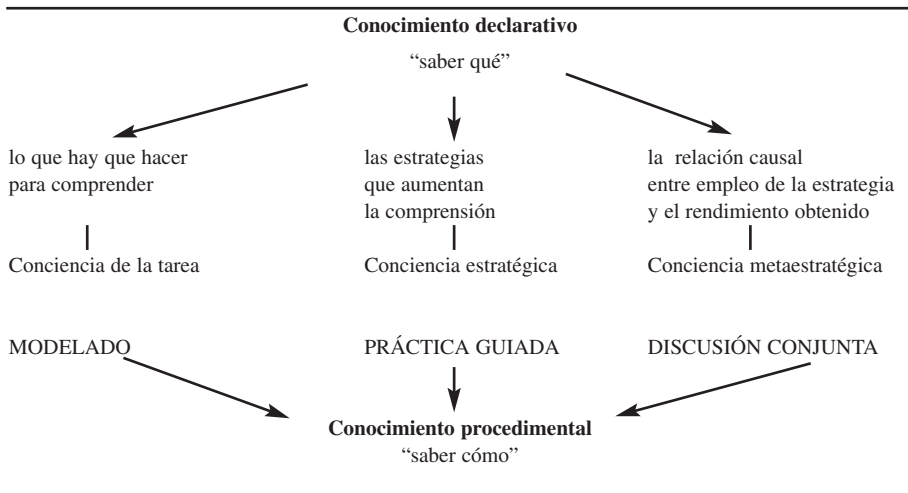 Conocimiento declarativo
“saber qué”
lo que hay que hacer
para comprender
las estrategias
que aumentan
la comprensión
la relación causal
entre empleo de la estrategia
y el rendimiento obtenido
Conciencia de la tarea
Conciencia estratégica
Conciencia metaestratégica
MODELADO
PRÁCTICA GUIADA
DISCUSIÓN CONJUNTA
Conocimiento procedimental
“saber cómo”